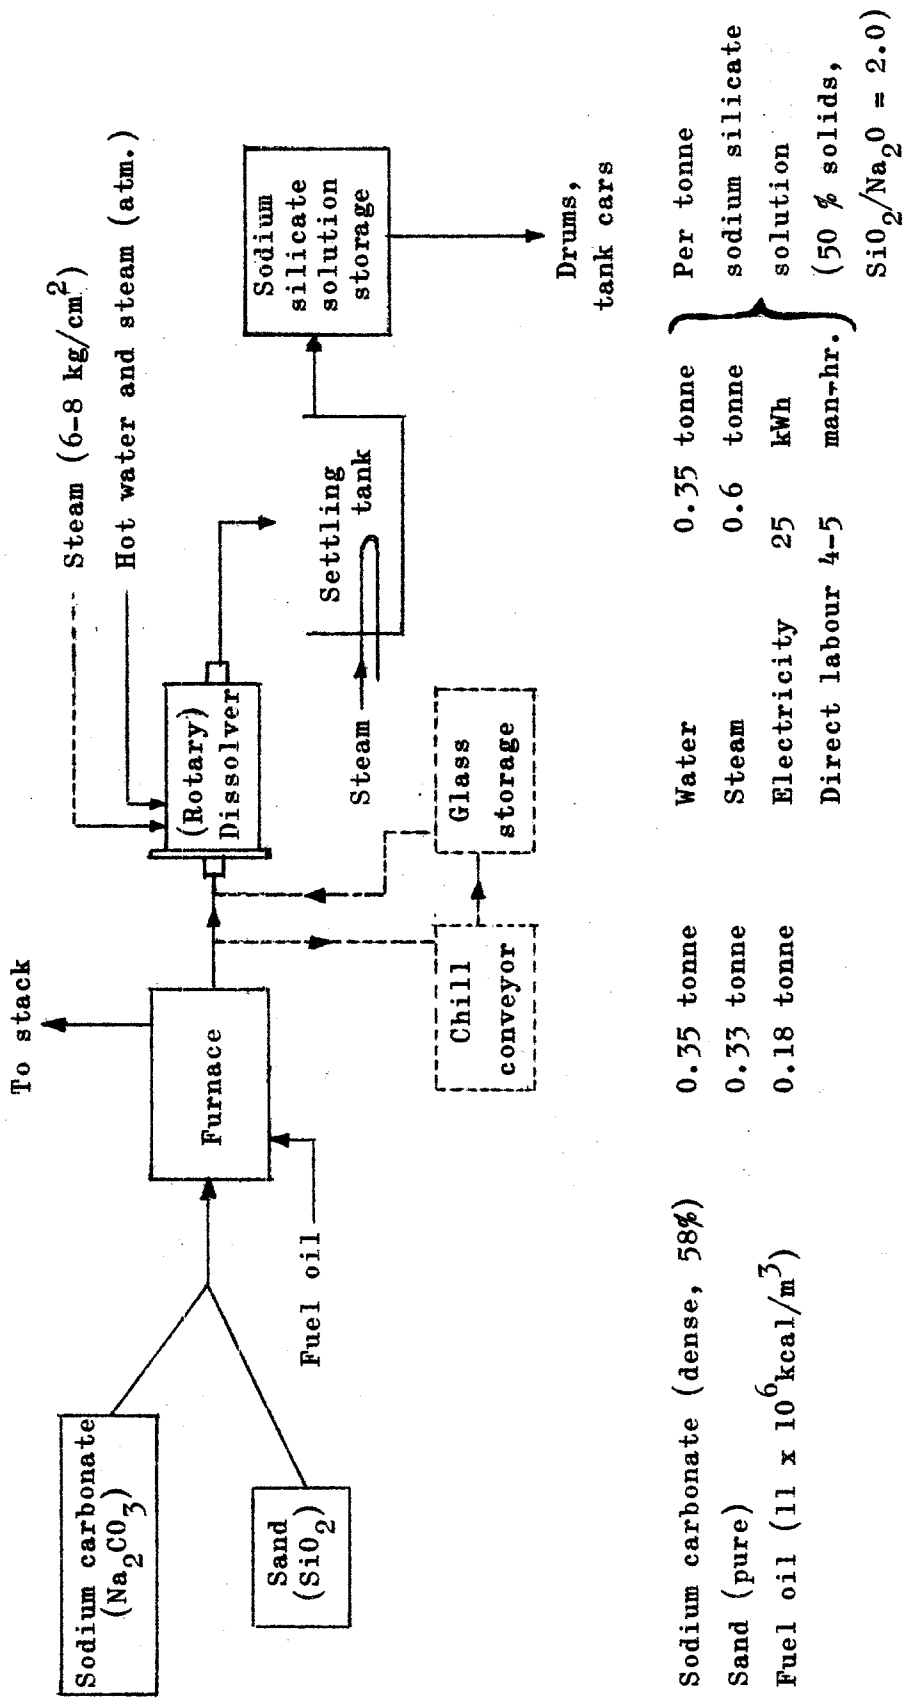 Sodium carbonate
(Na2CO3)
Sand
(SiO2)
Fuel oil
To stack
Furnace
Chill
conveyor
Glass
storage
Steam (6-8 kg/cm2)
Hot water and steam (atm.)
(Rotary)
Dissolver
Steam
Settling
tank
Sodium
silicate
solution
storage
Drums,
tank cars
Sodium carbonate (dense, 58%) 0.35 tonne
Sand (pure) 0.33 tonne
Fuel oil (11 x 10^6 kcal/m^3) 0.18 tonne
Water 0.35 tonne
Steam 0.6 tonne
Electricity 25 kWh
Direct labour 4-5 man-hr.
Per tonne
sodium silicate
solution
(50 % solids,
SiO2/Na2O = 2.0)